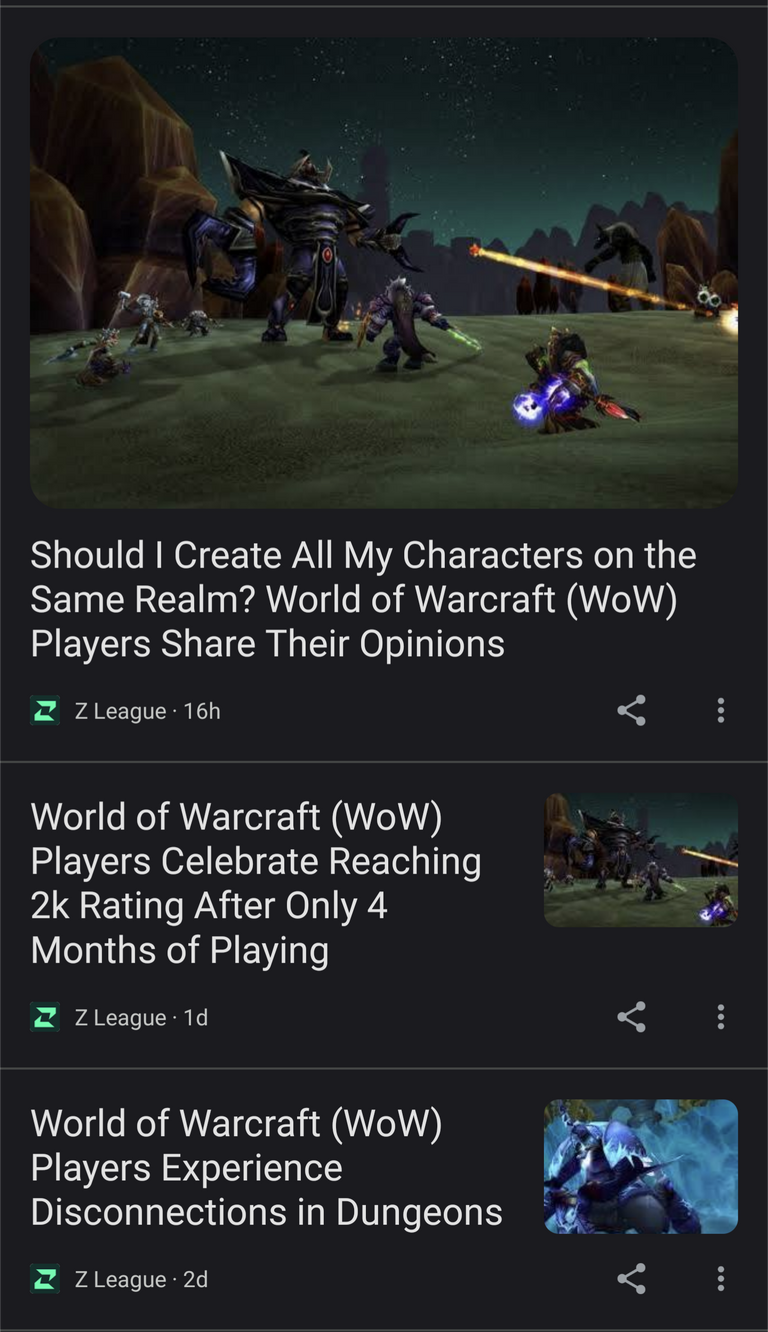 Should I Create All My Characters on the
Same Realm? World of Warcraft (WoW)
Players Share Their Opinions
Z League · 16h
World of Warcraft (WoW)
Players Celebrate Reaching
2k Rating After Only 4
Months of Playing
Z League · 1d
World of Warcraft (WoW)
Players Experience
Disconnections in Dungeons
Z League · 2d